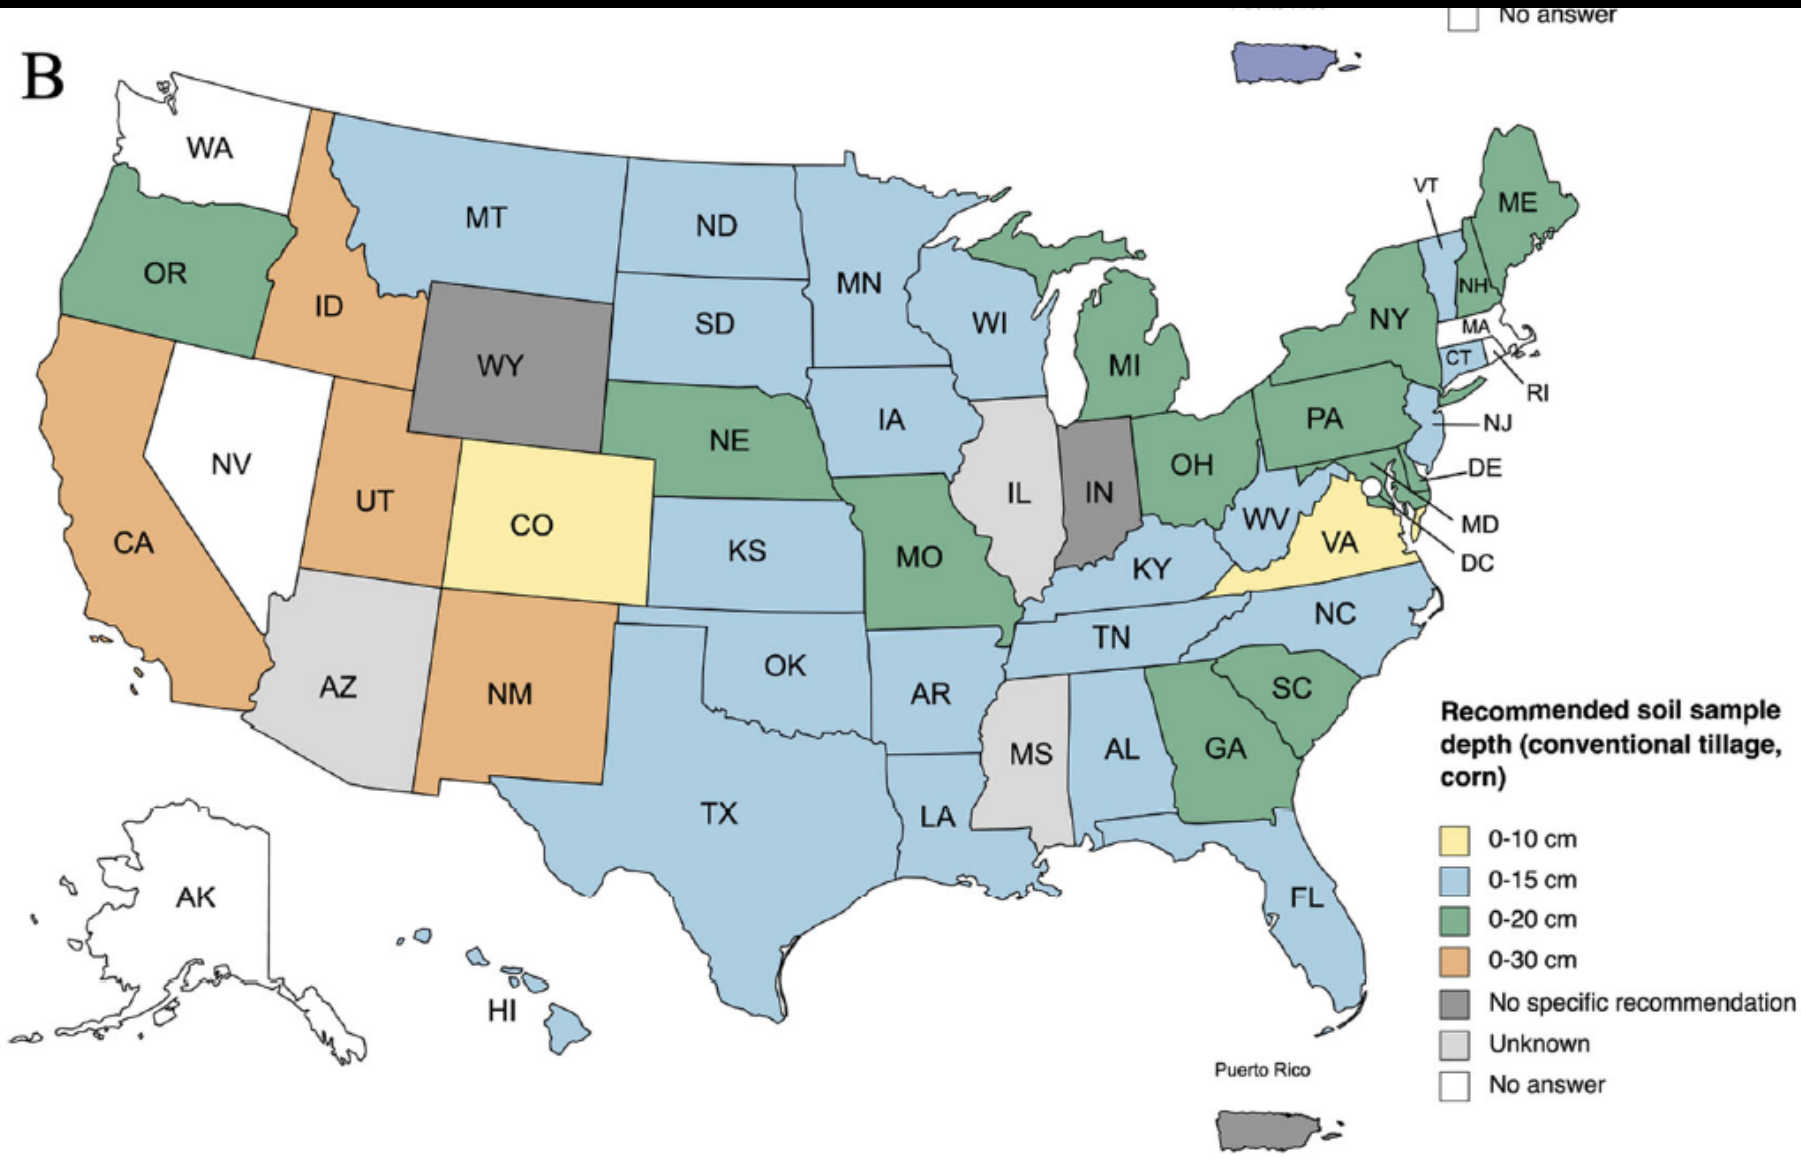 No answer
B
WA
MT
ND
MN
VT
ME
OR
ID
SD
WI
NH
NY
MA
WY
MI
CT
RI
IA
PA
NJ
NE
NV
OH
DE
UT
IL
IN
CO
WV
MD
CA
KS
MO
VA
KY
DC
NC
TN
OK
AZ
NM
AR
SC
MS
AL
GA
TX
LA
AK
FL
HI
Recommended soil sample
depth (conventional tillage,
corn)
0-10 cm
0-15 cm
0-20 cm
0-30 cm
No specific recommendation
Unknown
No answer
Puerto Rico